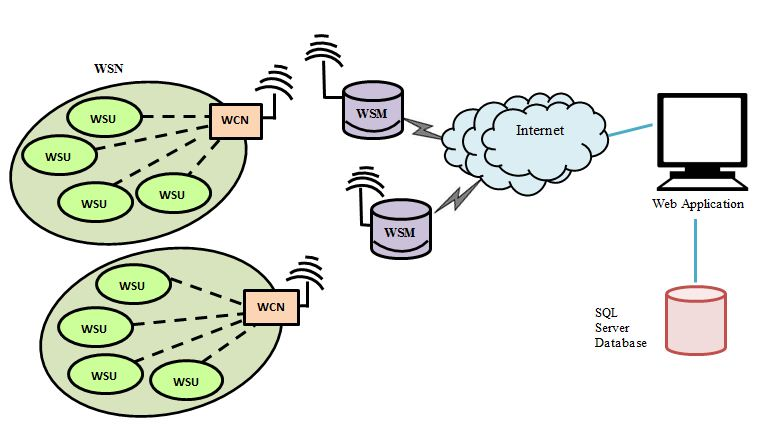 WSN
WSU
WSU
WSU
WSU
WCN
WSM
Internet
Web Application
WSM
WSU
WSU
WSU
WSU
WCN
SQL
Server
Database